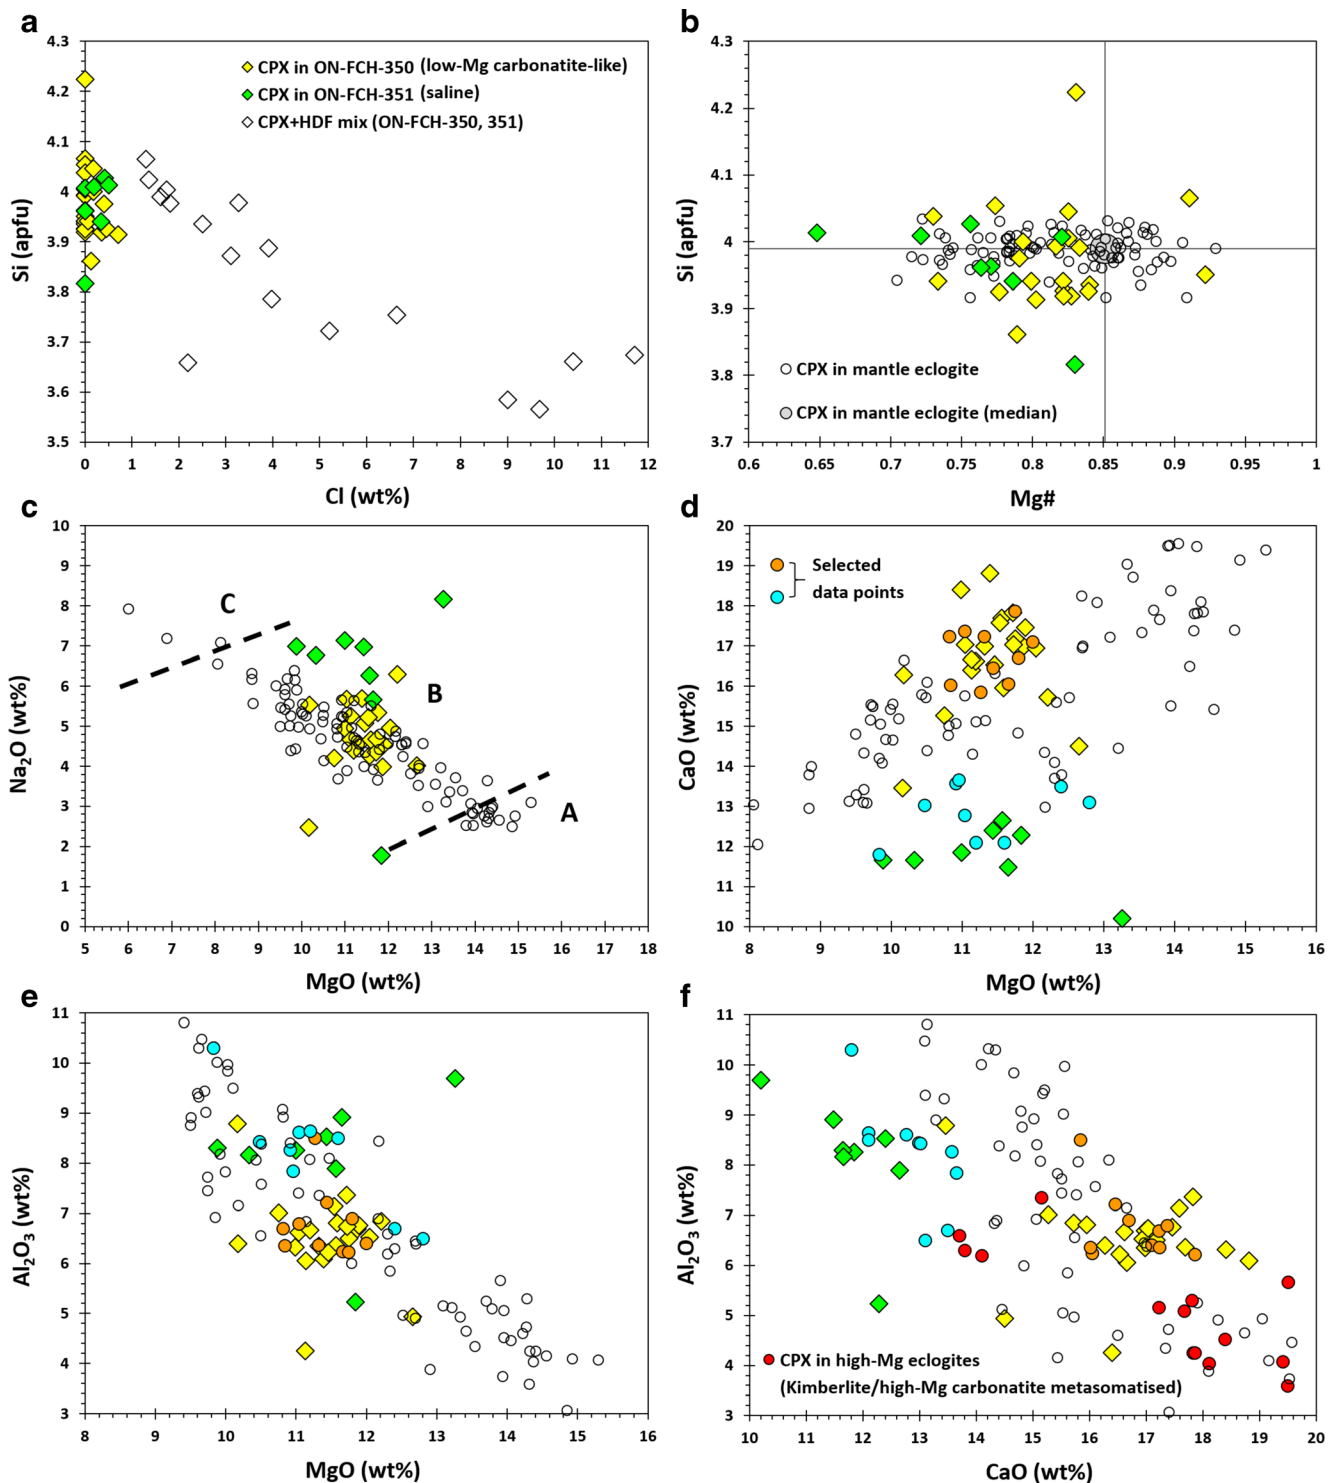 a
4.3
4.2
4.1
4
3.9
3.8
3.7
3.6
3.5
Si (apfu)
CPX in ON-FCH-350 (low-Mg carbonatite-like)
CPX in ON-FCH-351 (saline)
CPX+HDF mix (ON-FCH-350, 351)
0 1 2 3 4 5 6 7 8 9 10 11 12
Cl (wt%)
b
4.3
4.2
4.1
4
3.9
3.8
3.7
Si (apfu)
CPX in mantle eclogite
CPX in mantle eclogite (median)
0.6 0.65 0.7 0.75 0.8 0.85 0.9 0.95 1
Mg#
c
10
9
8
7
6
5
4
3
2
1
0
Na2O (wt%)
C
B
A
5 6 7 8 9 10 11 12 13 14 15 16 17 18
MgO (wt%)
d
20
19
18
17
16
15
14
13
12
11
10
CaO (wt%)
Selected
data points
8 9 10 11 12 13 14 15 16
MgO (wt%)
e
11
10
9
8
7
6
5
4
3
Al2O3 (wt%)
8 9 10 11 12 13 14 15 16
MgO (wt%)
f
11
10
9
8
7
6
5
4
3
Al2O3 (wt%)
CPX in high-Mg eclogites
(Kimberlite/high-Mg carbonatite metasomatised)
10 11 12 13 14 15 16 17 18 19 20
CaO (wt%)